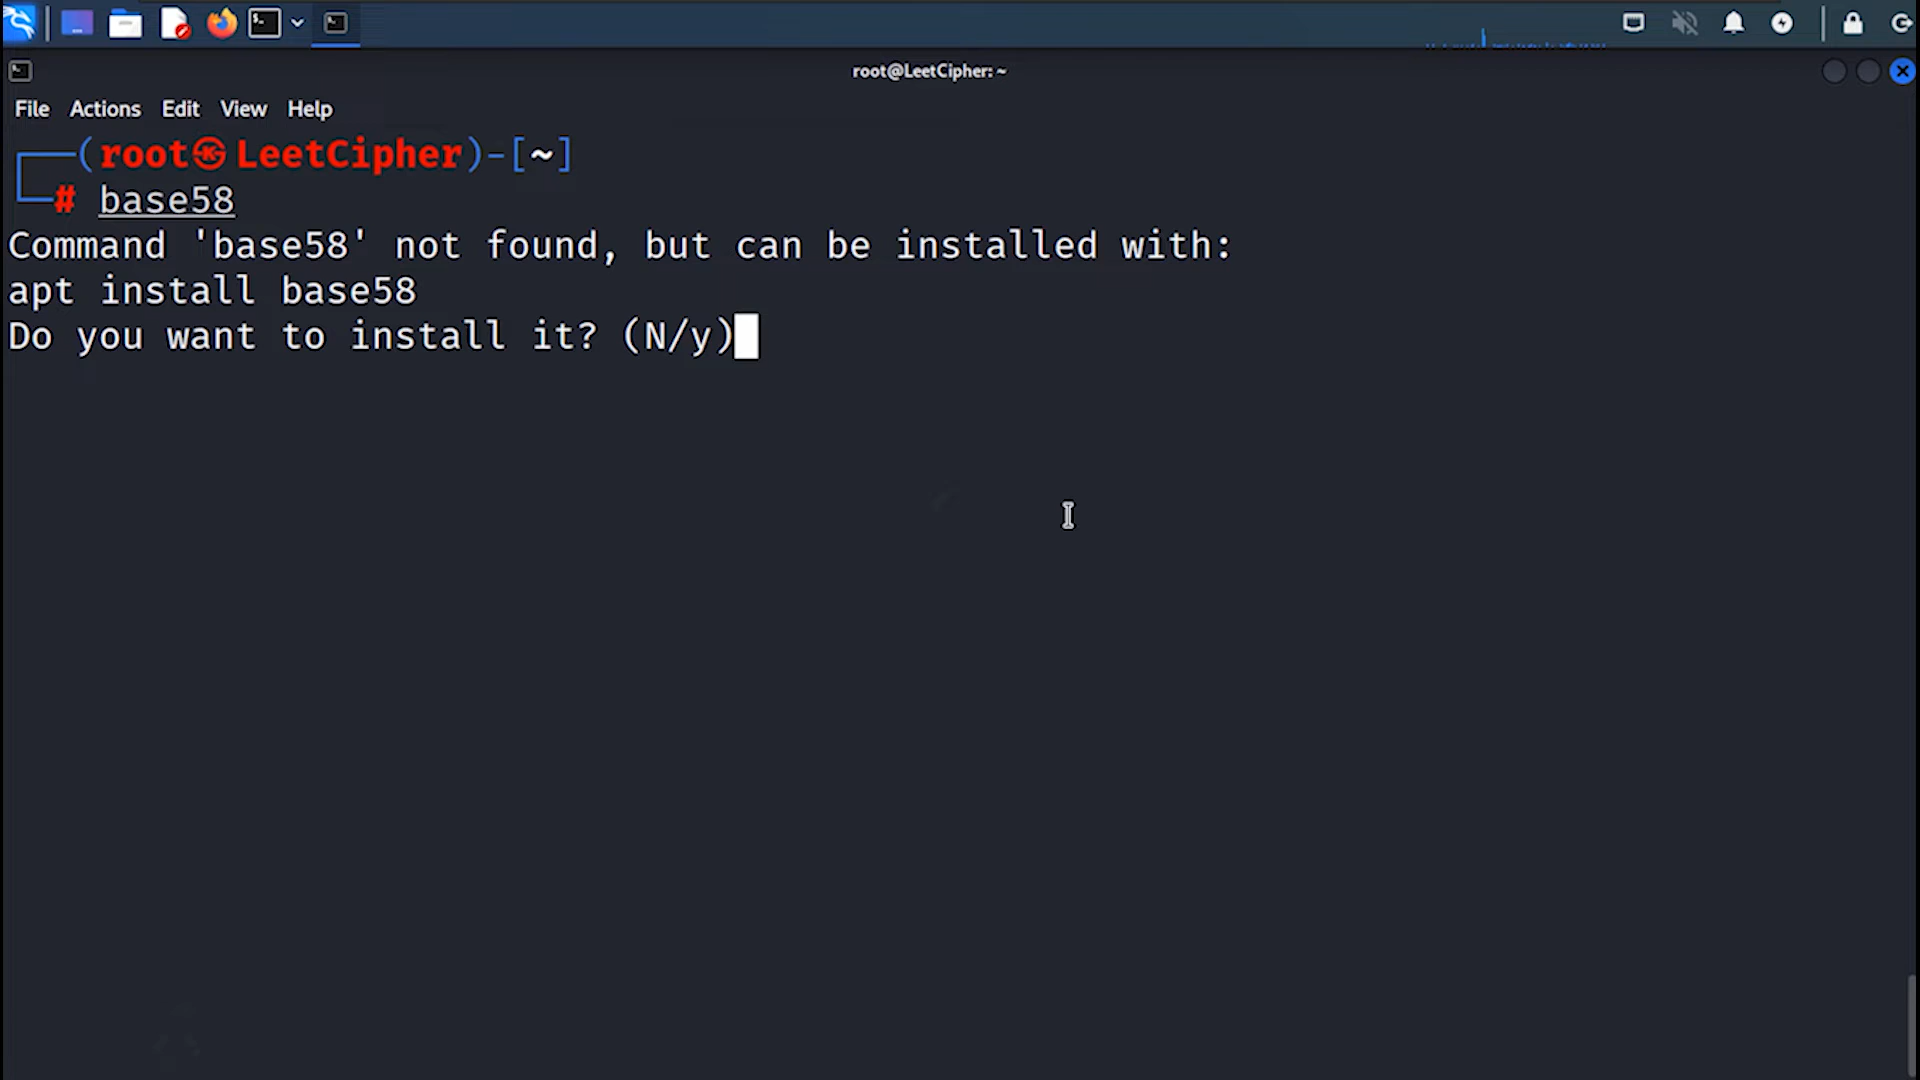 root@LeetCipher: ~
File Actions Edit View Help
┌──(root㉿LeetCipher)-[~]
└─# base58
Command 'base58' not found, but can be installed with:
apt install base58
Do you want to install it? (N/y)